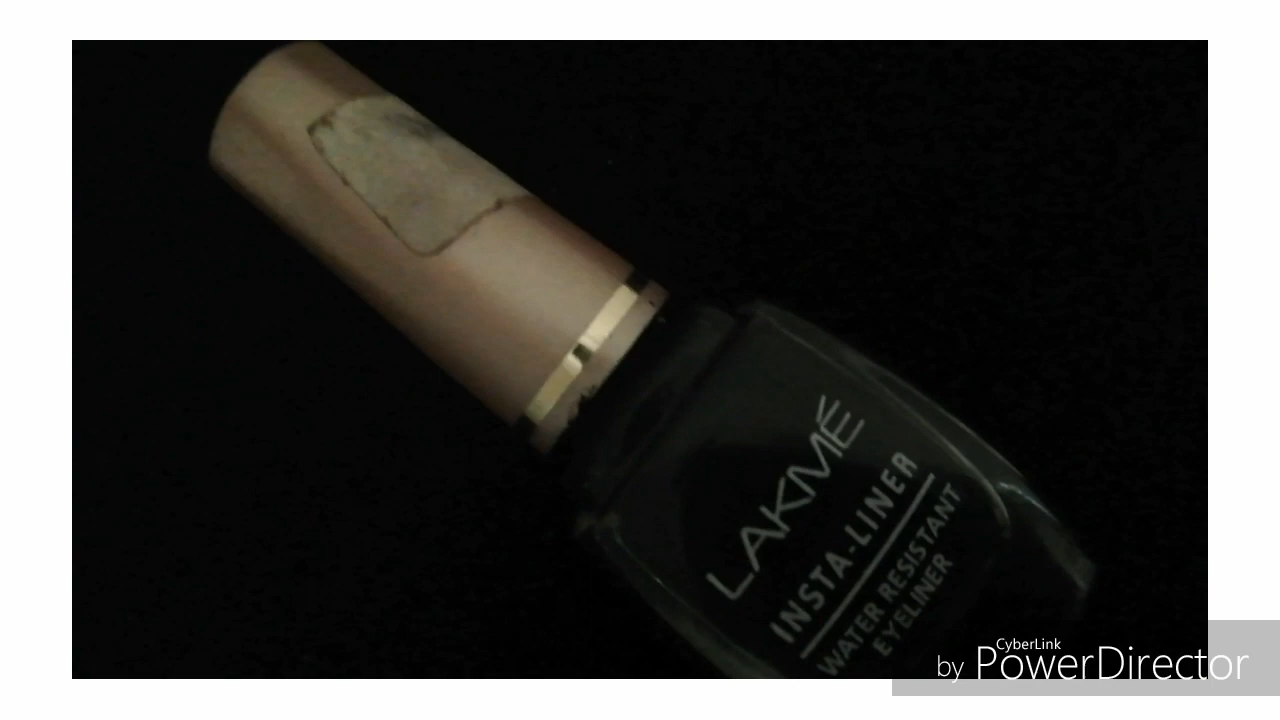 LAKMÉ
INSTA-LINER
WATER RESISTANT
EYELINER
CyberLink
by PowerDirector